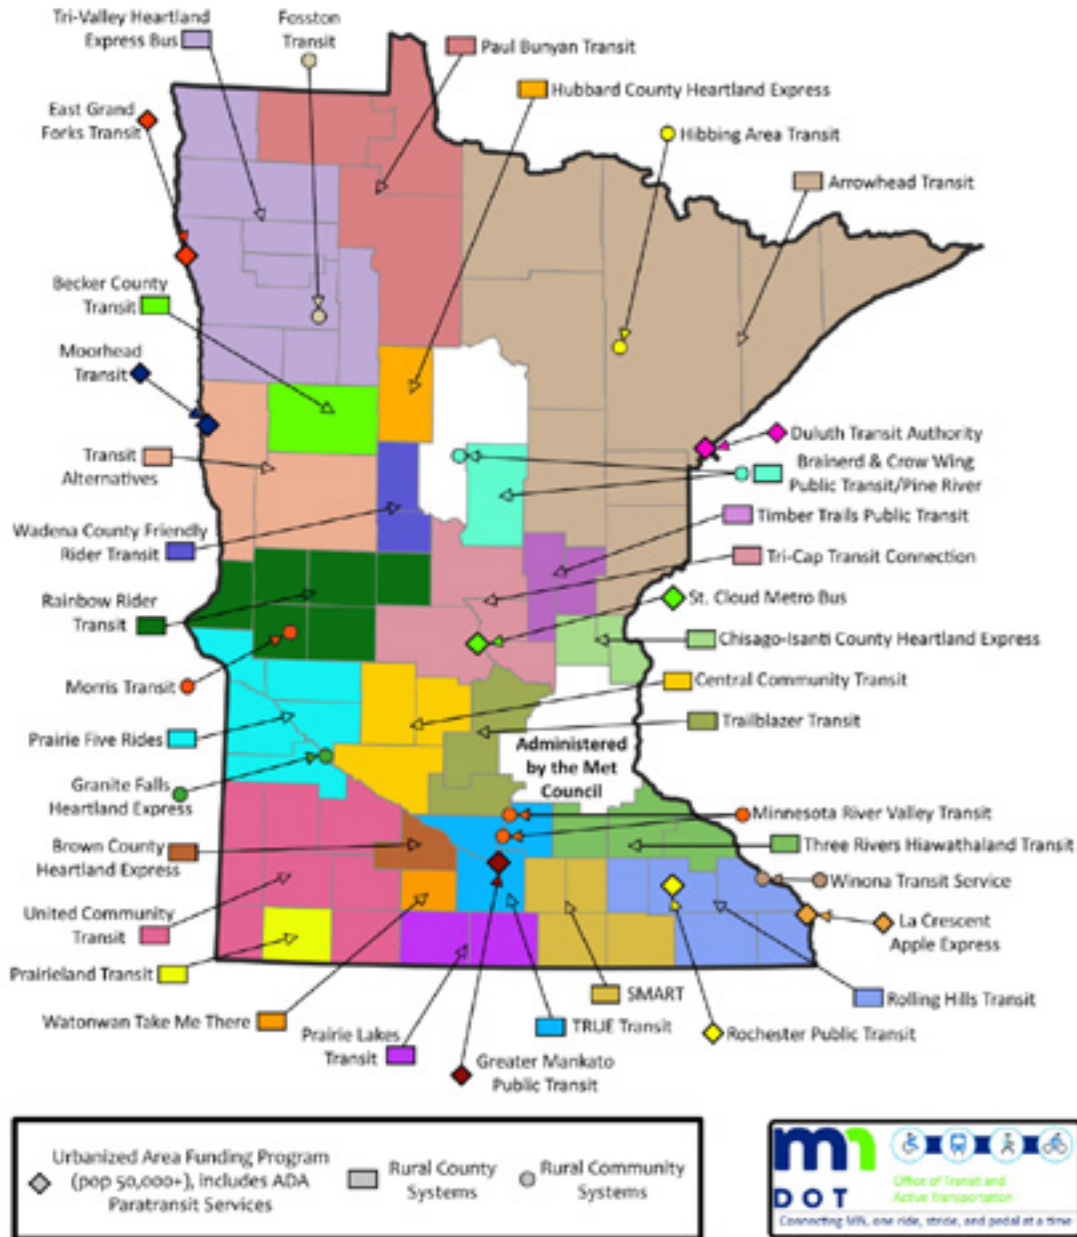 Tri-Valley Heartland
Express Bus
Fosston
Transit
Paul Bunyan Transit
Hubbard County Heartland Express
East Grand
Forks Transit
Hibbing Area Transit
Arrowhead Transit
Becker County
Transit
Moorhead
Transit
Duluth Transit Authority
Transit
Alternatives
Brainerd & Crow Wing
Public Transit/Pine River
Wadena County Friendly
Rider Transit
Timber Trails Public Transit
Tri-Cap Transit Connection
Rainbow Rider
Transit
St. Cloud Metro Bus
Chisago-Isanti County Heartland Express
Morris Transit
Central Community Transit
Trailblazer Transit
Prairie Five Rides
Administered
by the Met
Council
Granite Falls
Heartland Express
Minnesota River Valley Transit
Brown County
Heartland Express
Three Rivers Hiawathaland Transit
Winona Transit Service
United Community
Transit
La Crescent
Apple Express
Prairieland Transit
SMART
Rolling Hills Transit
Watonwan Take Me There
TRUE Transit
Rochester Public Transit
Prairie Lakes
Transit
Greater Mankato
Public Transit
Urbanized Area Funding Program
(pop 50,000+), includes ADA
Paratransit Services
Rural County
Systems
Rural Community
Systems
mn
DOT
Office of Transit and
Active Transportation
Connecting MN, one ride, stride, and pedal at a time